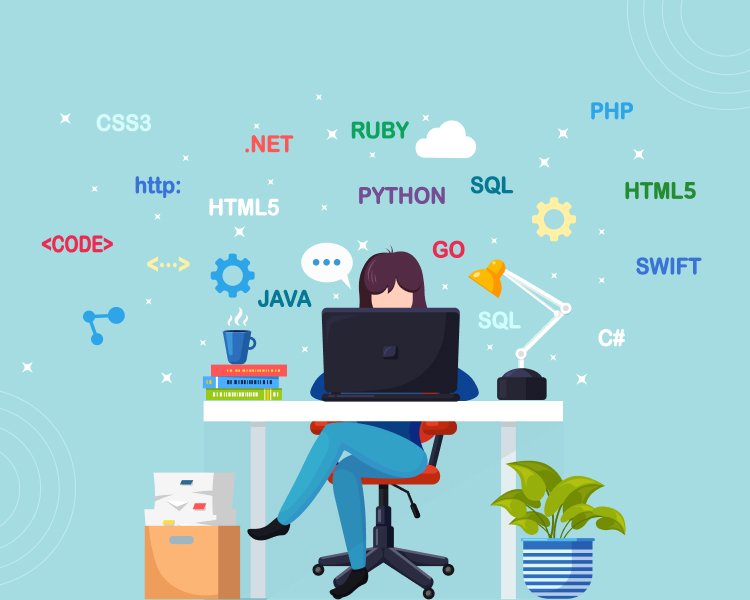 PHP
CSS3
RUBY
.NET
http:
PYTHON
SQL
HTML5
HTML5
<CODE>
GO
<...>
SWIFT
JAVA
SQL
C#